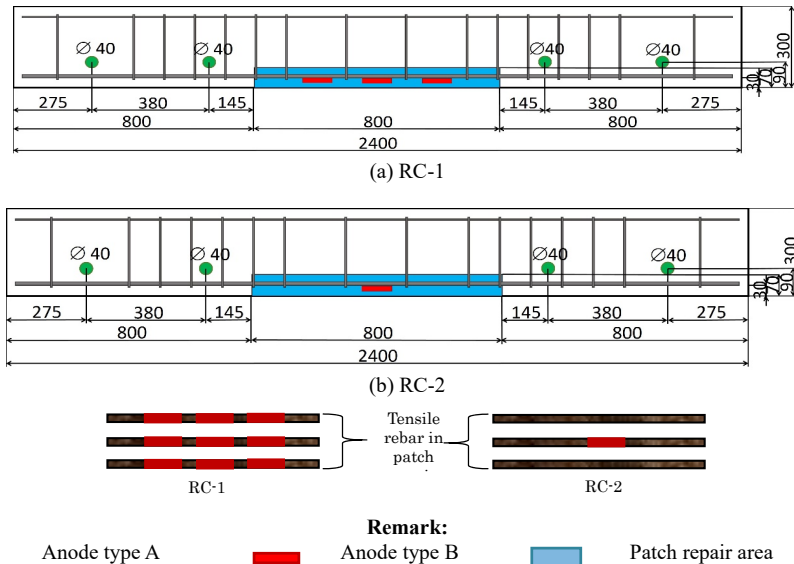 Ø 40 Ø 40 Ø 40 Ø 40
300
30 70 90
275 380 145 145 380 275
800 800 800
2400
(a) RC-1
Ø 40 Ø 40 Ø40 Ø40
300
30 70 90
275 380 145 145 380 275
800 800 800
2400
(b) RC-2
Tensile
rebar in
patch
RC-1 RC-2
Remark:
Anode type A Anode type B Patch repair area